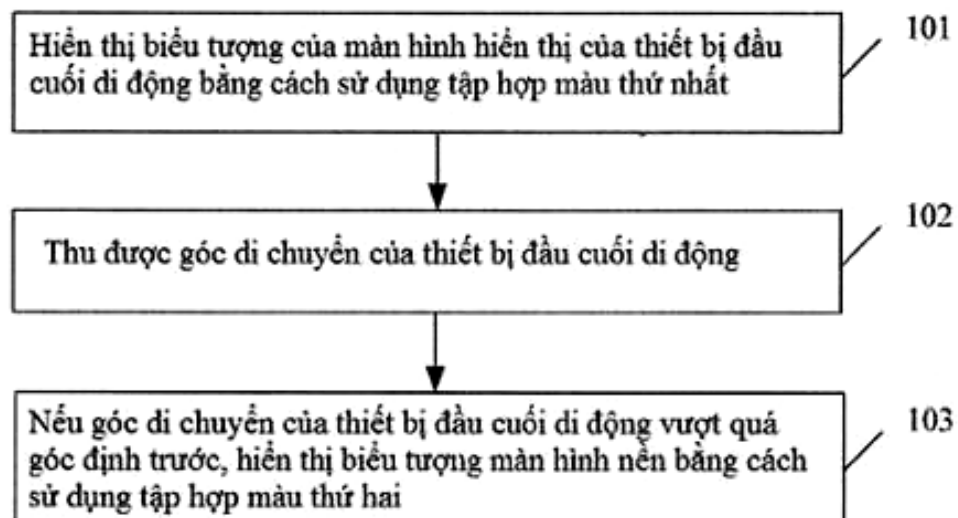 Hiển thị biểu tượng của màn hình hiển thị của thiết bị đầu
cuối di động bằng cách sử dụng tập hợp màu thứ nhất
101
Thu được góc di chuyển của thiết bị đầu cuối di động
102
Nếu góc di chuyển của thiết bị đầu cuối di động vượt quá
góc định trước, hiển thị biểu tượng màn hình nền bằng cách
sử dụng tập hợp màu thứ hai
103